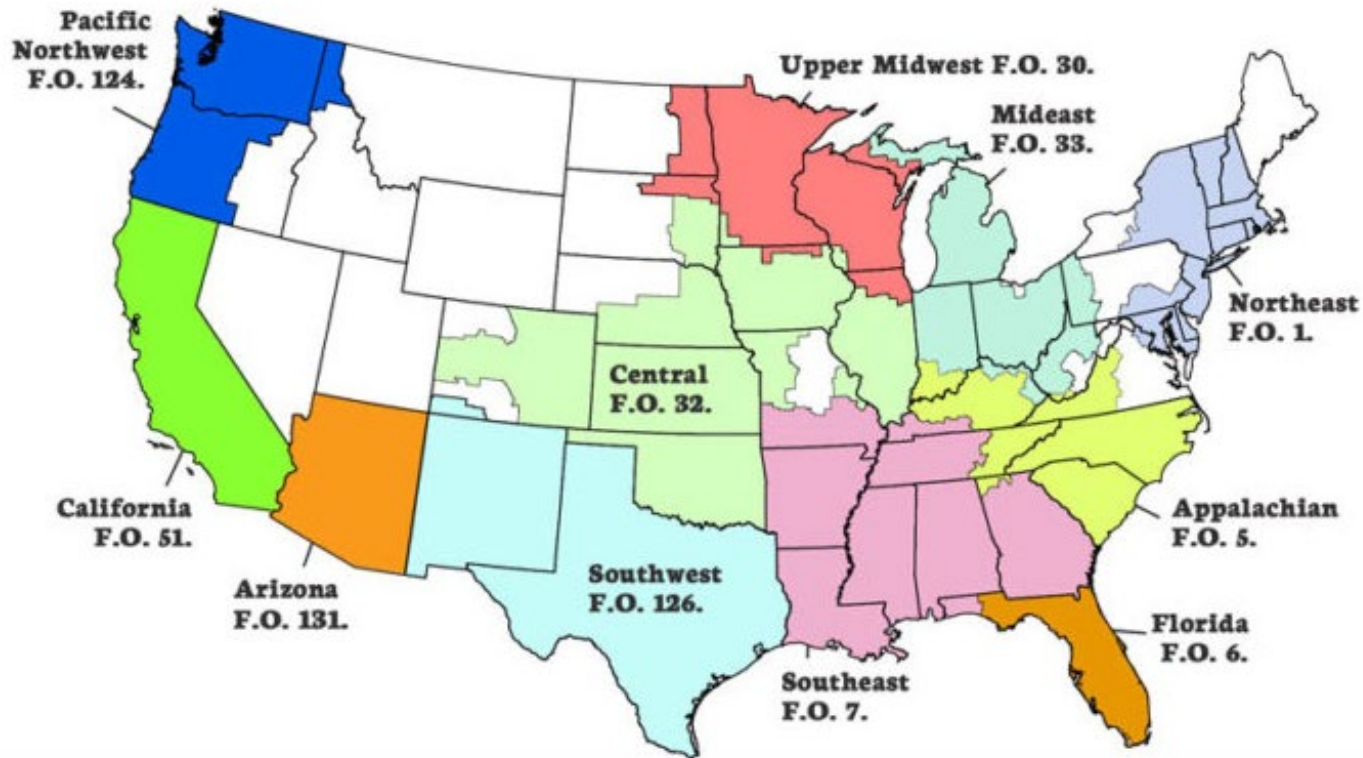 Pacific
Northwest
F.O. 124.
Upper Midwest F.O. 30.
Mideast
F.O. 33.
Northeast
F.O. 1.
Central
F.O. 32.
California
F.O. 51.
Appalachian
F.O. 5.
Arizona
F.O. 131.
Southwest
F.O. 126.
Florida
F.O. 6.
Southeast
F.O. 7.